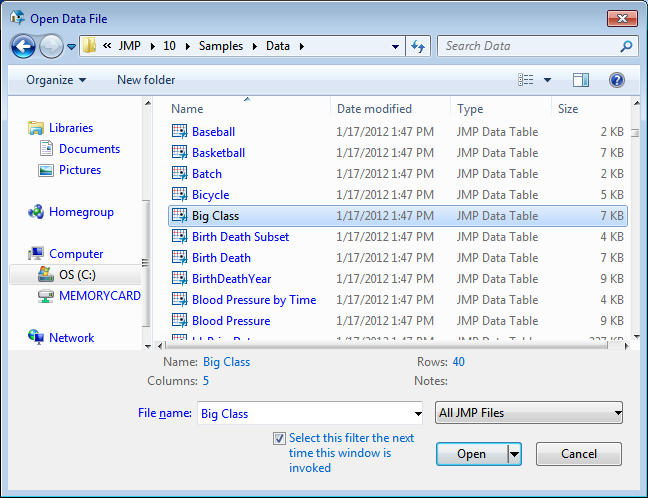 Open Data File
« JMP 10 Samples Data
Search Data
Organize New folder
Name Date modified Type Size
Libraries
Documents
Pictures
Homegroup
Computer
OS (C:)
MEMORYCARD
Network
Baseball 1/17/2012 1:47 PM JMP Data Table 2 KB
Basketball 1/17/2012 1:47 PM JMP Data Table 7 KB
Batch 1/17/2012 1:47 PM JMP Data Table 2 KB
Bicycle 1/17/2012 1:47 PM JMP Data Table 5 KB
Big Class 1/17/2012 1:47 PM JMP Data Table 7 KB
Birth Death Subset 1/17/2012 1:47 PM JMP Data Table 4 KB
Birth Death 1/17/2012 1:47 PM JMP Data Table 7 KB
BirthDeathYear 1/17/2012 1:47 PM JMP Data Table 9 KB
Blood Pressure by Time 1/17/2012 1:47 PM JMP Data Table 4 KB
Blood Pressure 1/17/2012 1:47 PM JMP Data Table 9 KB
Name: Big Class Rows: 40
Columns: 5 Notes:
File name: Big Class All JMP Files
Select this filter the next
time this window is
invoked
Open Cancel